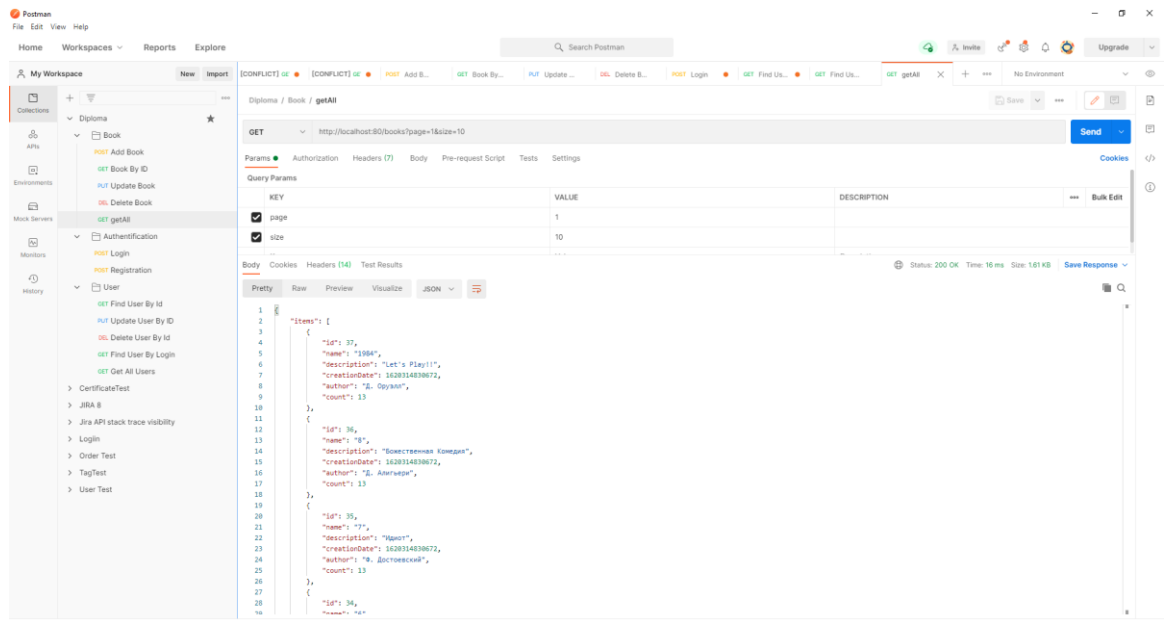 Postman
File Edit View Help
Home Workspaces Reports Explore
Search Postman
Invite
Upgrade
My Workspace
New Import
[CONFLICT] GE [CONFLICT] GE POST Add B... GET Book By... PUT Update ... DEL Delete B... POST Login GET Find Us... GET Find Us... GET getAll
No Environment
Collections
APIs
Environments
Mock Servers
Monitors
History
Diploma
Book
POST Add Book
GET Book By ID
PUT Update Book
DEL Delete Book
GET getAll
Authentification
POST Login
POST Registration
User
GET Find User By Id
PUT Update User By ID
DEL Delete User By Id
GET Find User By Login
GET Get All Users
CertificateTest
JIRA 8
Jira API stack trace visibility
Order Test
TagTest
User Test
Diploma / Book / getAll
Save
GET http://localhost:80/books?page=1&size=10
Send
Params Authorization Headers (7) Body Pre-request Script Tests Settings
Cookies
Query Params
KEY VALUE DESCRIPTION
Bulk Edit
page 1
size 10
Body Cookies Headers (14) Test Results
Status: 200 OK Time: 16 ms Size: 1.61 KB Save Response
Pretty Raw Preview Visualize JSON
1 {
2 "items": [
3 {
4 "id": 37,
5 "name": "1984",
6 "description": "Let's Play!!",
7 "creationDate": 1620314830672,
8 "author": "Д. Оруэлл",
9 "count": 13
10 },
11 {
12 "id": 36,
13 "name": "8",
14 "description": "Божественная Комедия",
15 "creationDate": 1620314830672,
16 "author": "Д. Алигьери",
17 "count": 13
18 },
19 {
20 "id": 35,
21 "name": "7",
22 "description": "Идиот",
23 "creationDate": 1620314830672,
24 "author": "Ф. Достоевский",
25 "count": 13
26 },
27 {
28 "id": 34,
29 "name": "6"